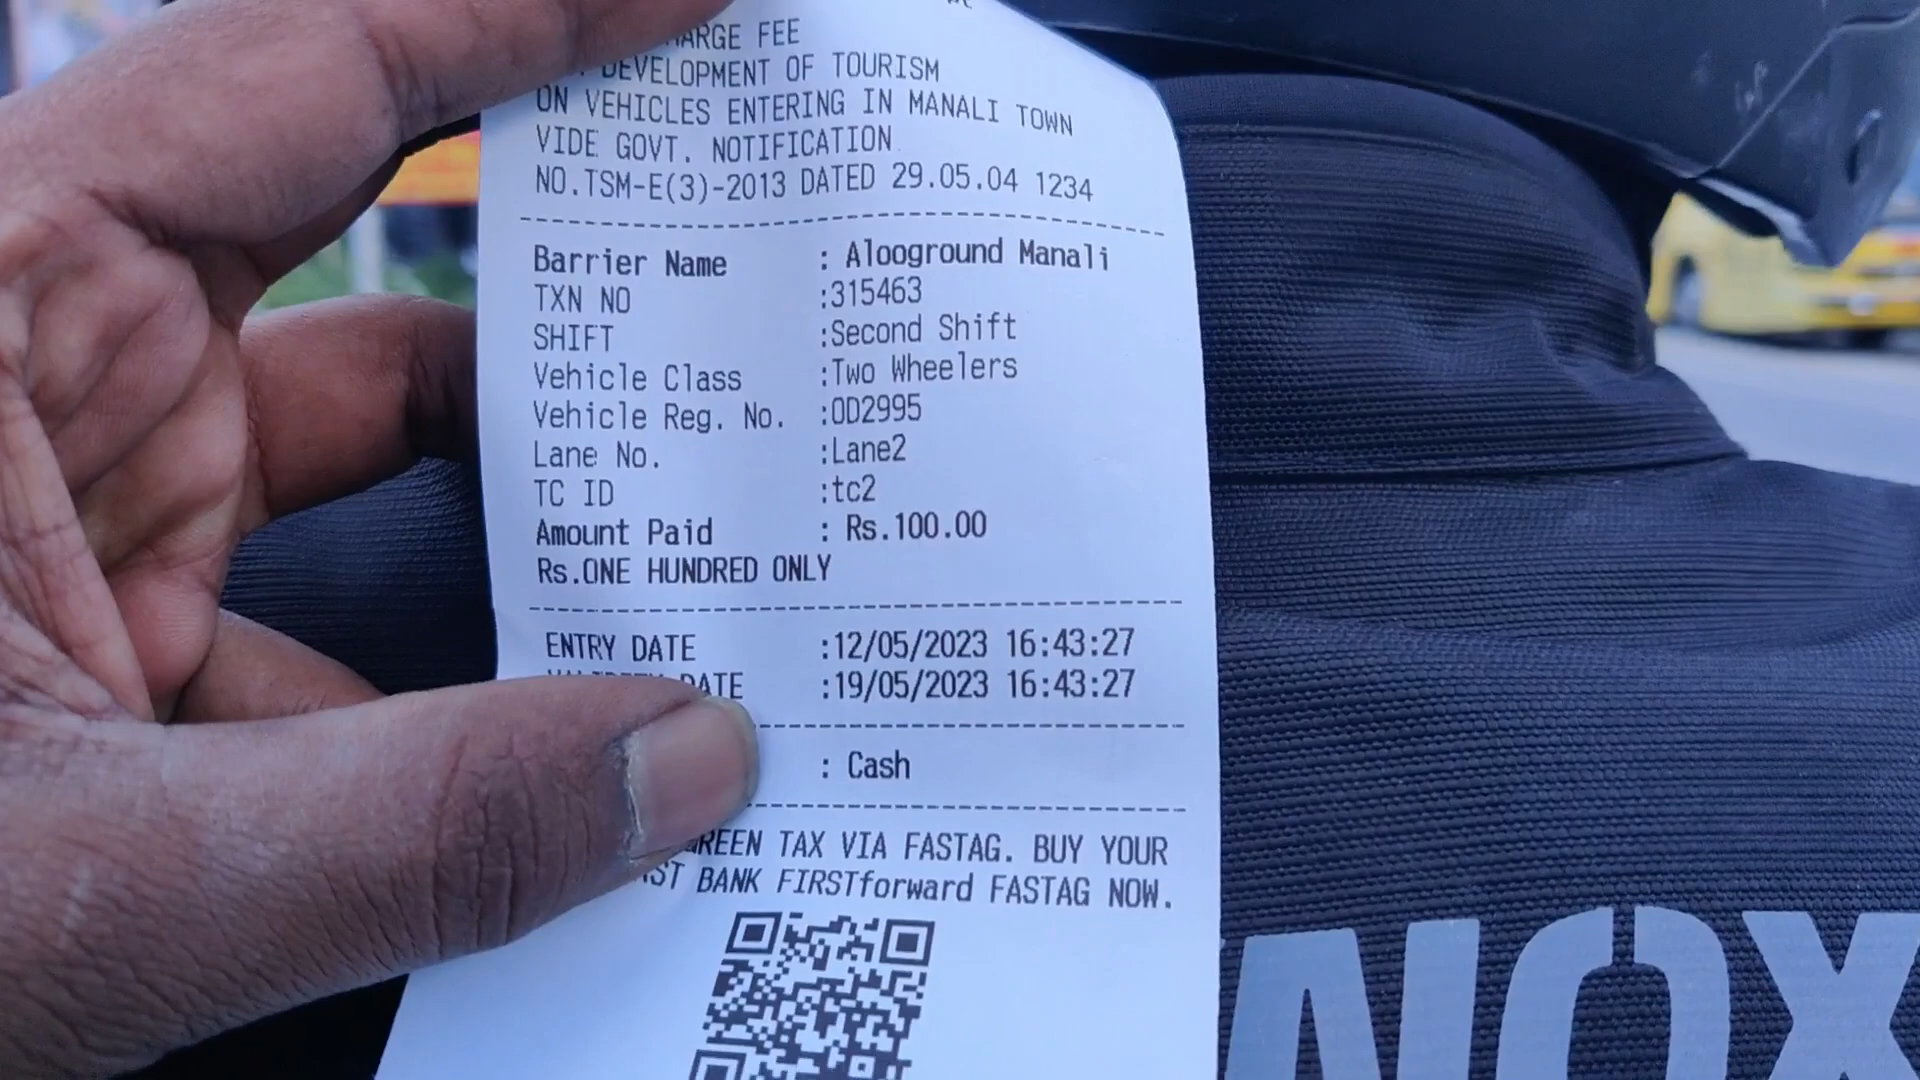 FEE
DEVELOPMENT OF TOURISM
ON VEHICLES ENTERING IN MANALI TOWN
VIDE GOVT. NOTIFICATION
NO.TSM-E(3)-2013 DATED 29.05.04 1234
Barrier Name : Alooground Manali
TXN NO :315463
SHIFT :Second Shift
Vehicle Class :Two Wheelers
Vehicle Reg. No. :OD2995
Lane No. :Lane2
TC ID :tc2
Amount Paid : Rs.100.00
Rs.ONE HUNDRED ONLY
ENTRY DATE :12/05/2023 16:43:27
DATE :19/05/2023 16:43:27
: Cash
GREEN TAX VIA FASTAG. BUY YOUR
BANK FIRSTforward FASTAG NOW.
NOX